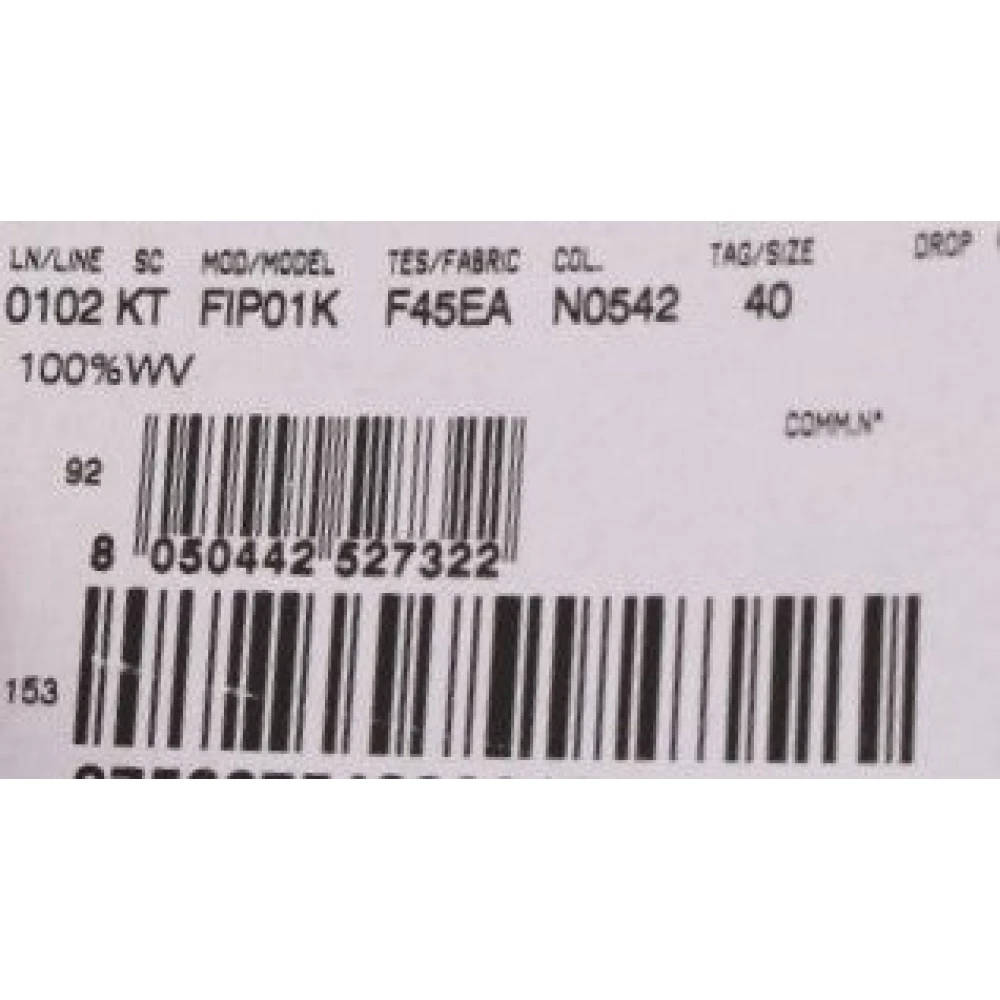 LN/LINE SC MOD/MODEL TES/FABRIC COL. TAG/SIZE DROP
0102 KT FIP01K F45EA N0542 40
100%WV
COMM.N°
92
8 050442 527322
153